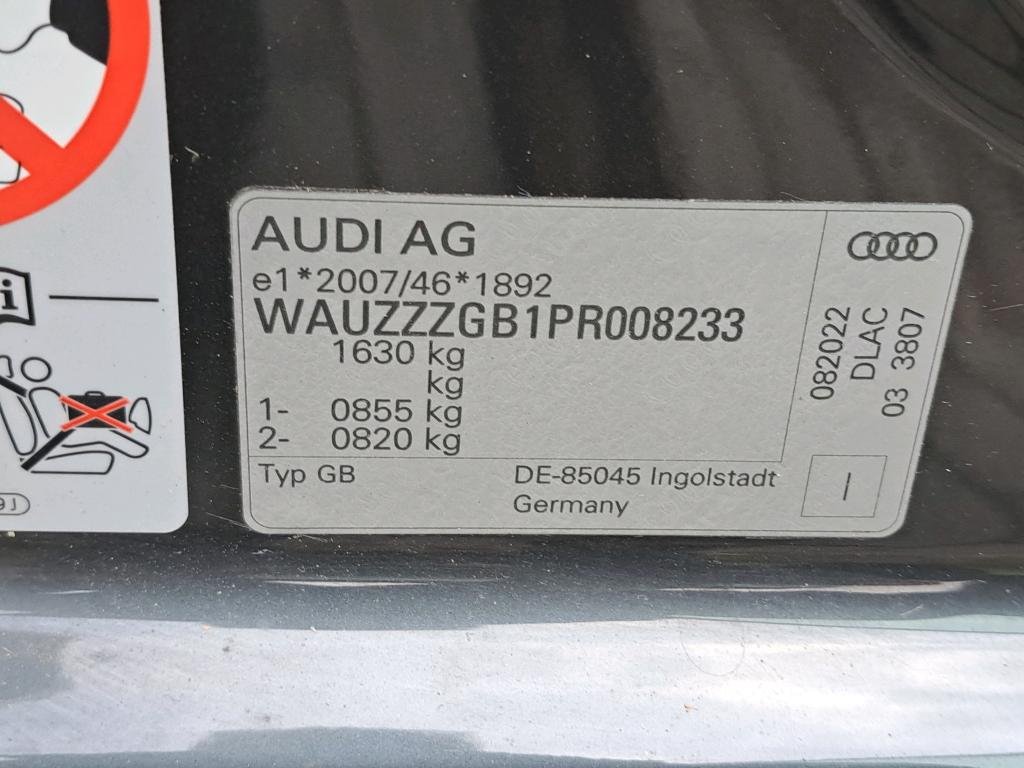 AUDI AG
e1*2007/46*1892
WAUZZZGB1PR008233
1630 kg
kg
1- 0855 kg
2- 0820 kg
Typ GB
DE-85045 Ingolstadt
Germany
082022
DLAC
03 3807
I
i